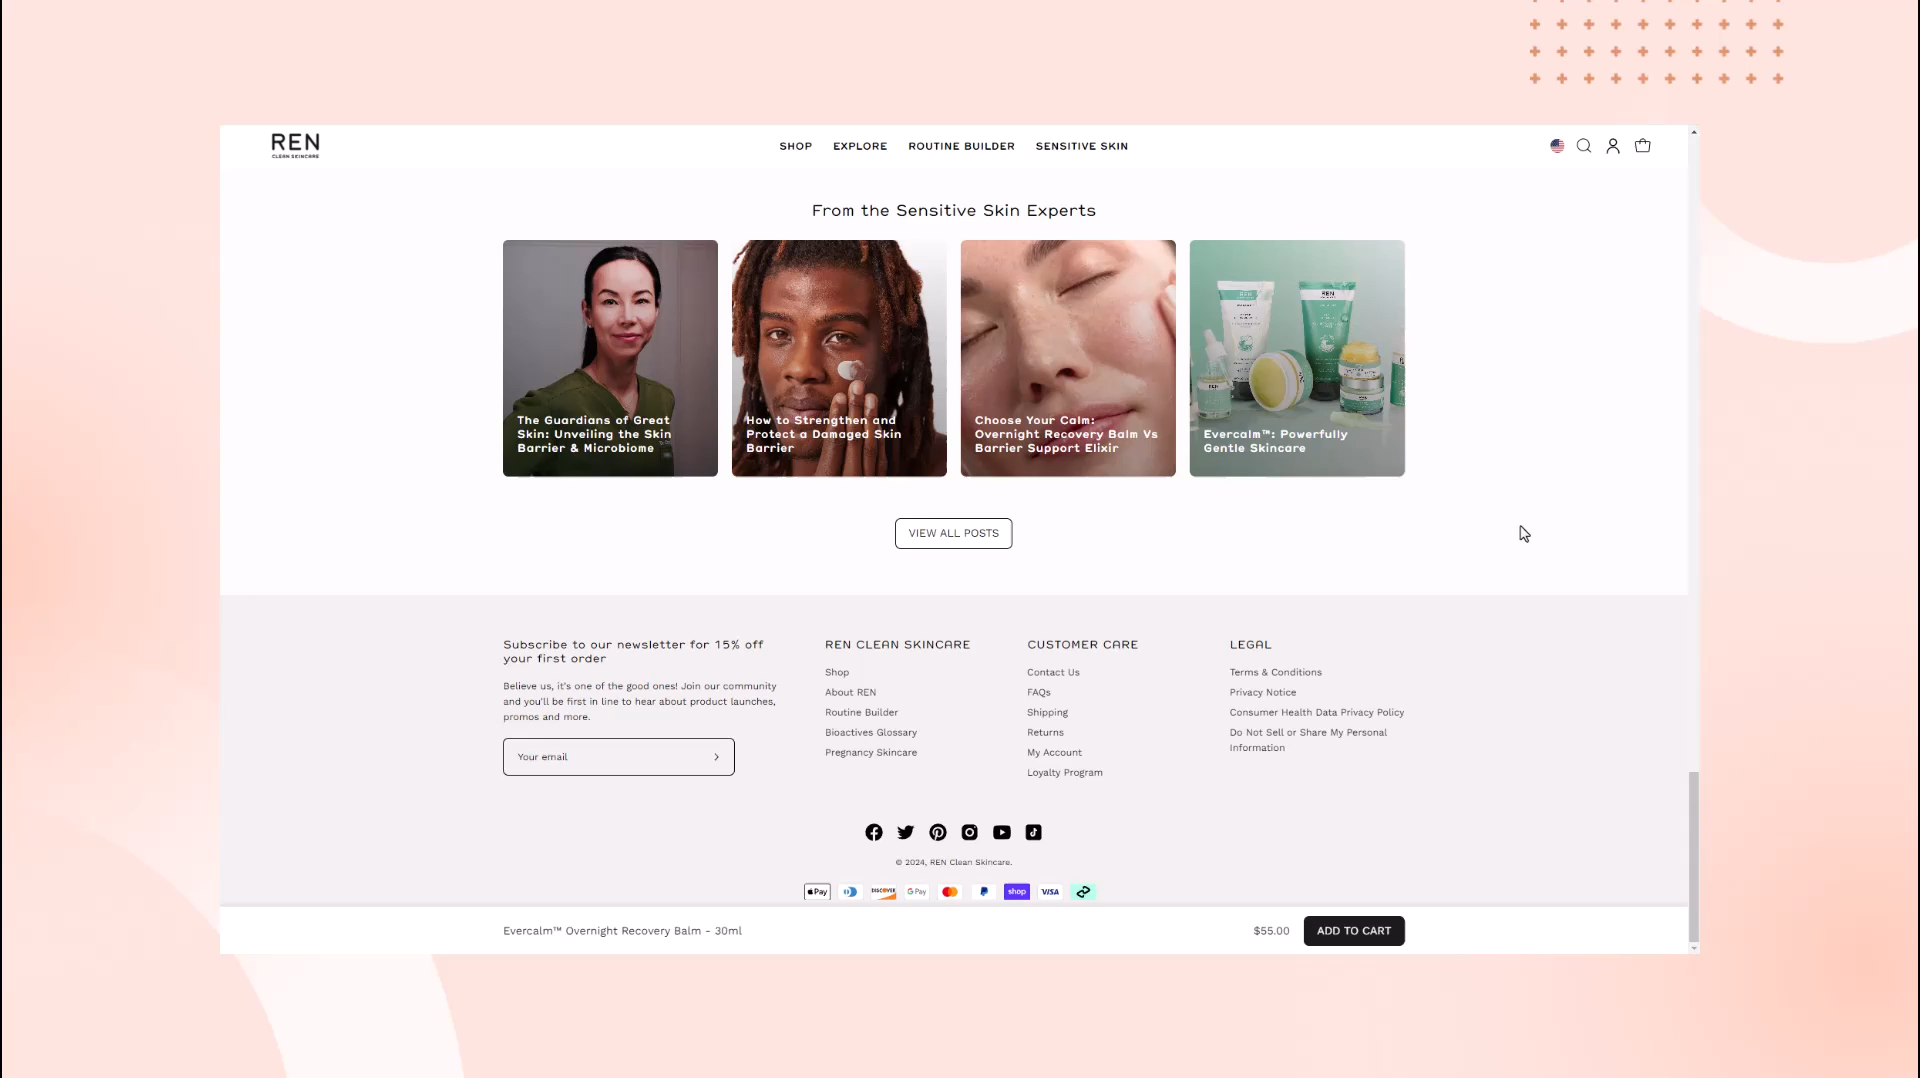 REN
CLEAN SKINCARE
SHOP
EXPLORE
ROUTINE BUILDER
SENSITIVE SKIN
From the Sensitive Skin Experts
The Guardians of Great
Skin: Unveiling the Skin
Barrier & Microbiome
How to Strengthen and
Protect a Damaged Skin
Barrier
Choose Your Calm:
Overnight Recovery Balm Vs
Barrier Support Elixir
REN
REN
REN
Evercalm™: Powerfully
Gentle Skincare
VIEW ALL POSTS
Subscribe to our newsletter for 15% off
your first order
Believe us, it's one of the good ones! Join our community
and you'll be first in line to hear about product launches,
promos and more.
Your email
REN CLEAN SKINCARE
Shop
About REN
Routine Builder
Bioactives Glossary
Pregnancy Skincare
CUSTOMER CARE
Contact Us
FAQs
Shipping
Returns
My Account
Loyalty Program
LEGAL
Terms & Conditions
Privacy Notice
Consumer Health Data Privacy Policy
Do Not Sell or Share My Personal
Information
© 2024, REN Clean Skincare.
Pay
DISCOVER
G Pay
shop
VISA
Evercalm™ Overnight Recovery Balm - 30ml
$55.00
ADD TO CART